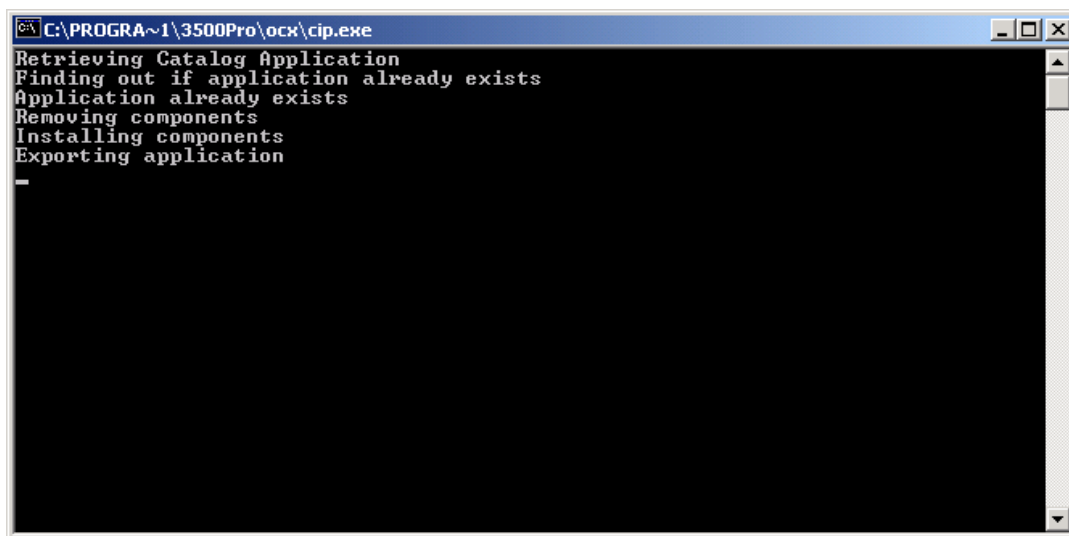 C:\PROGRA~1\3500Pro\ocx\cip.exe
Retrieving Catalog Application
Finding out if application already exists
Application already exists
Removing components
Installing components
Exporting application